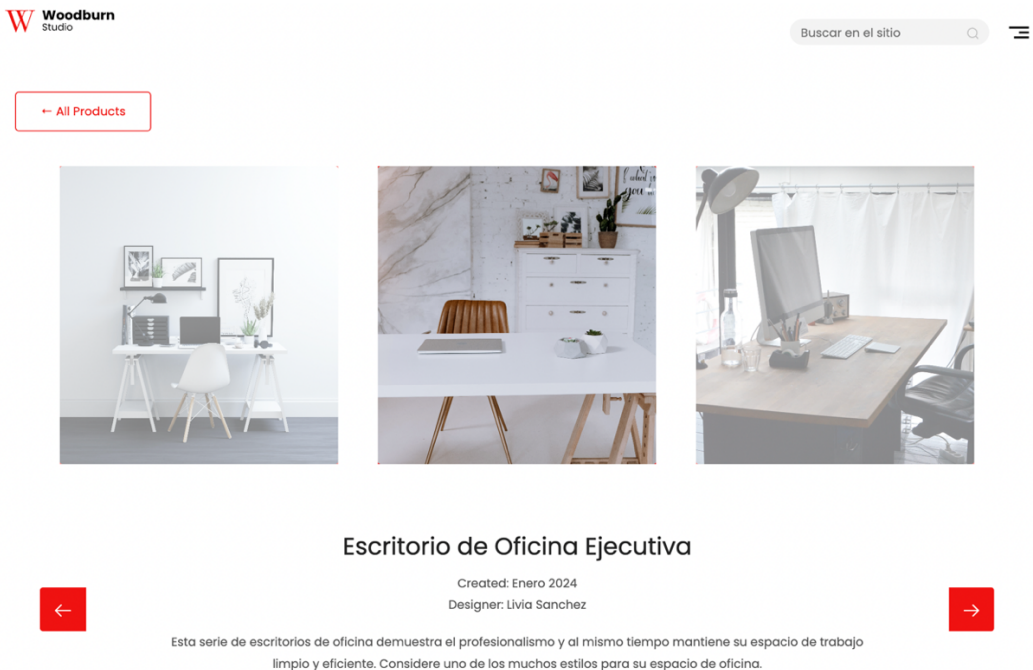 W Woodburn
Studio
Buscar en el sitio
← All Products
Escritorio de Oficina Ejecutiva
Created: Enero 2024
Designer: Livia Sanchez
Esta serie de escritorios de oficina demuestra el profesionalismo y al mismo tiempo mantiene su espacio de trabajo
limpio y eficiente. Considere uno de los muchos estilos para su espacio de oficina.